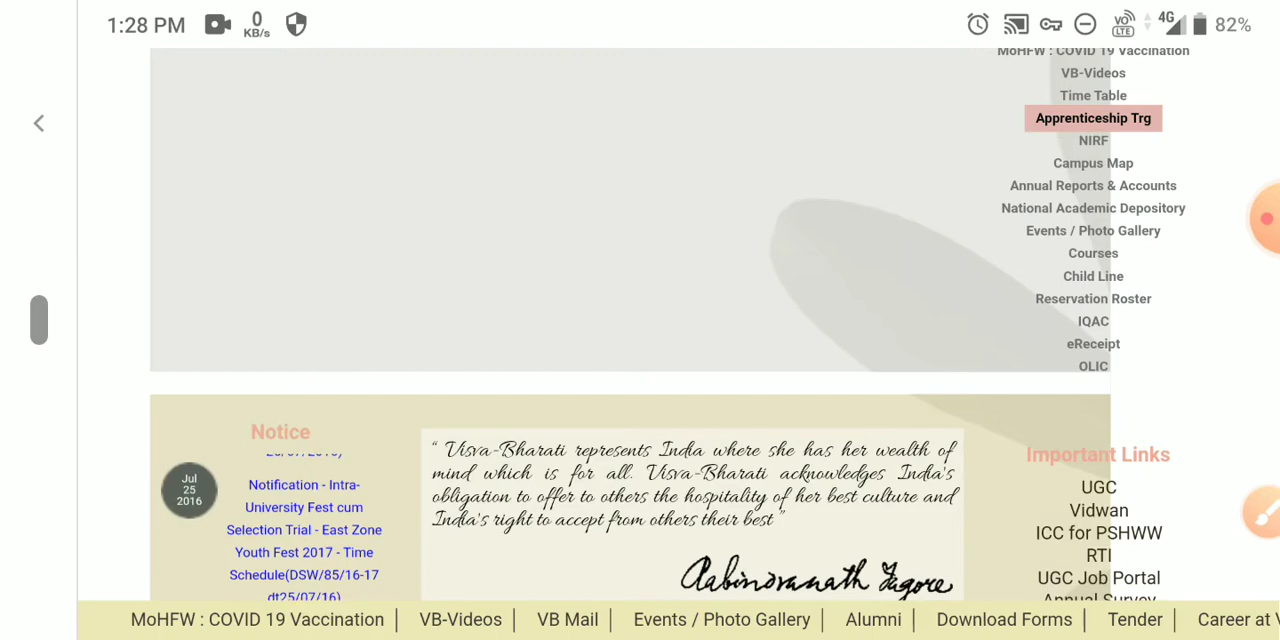 1:28 PM 0 KB/s VO LTE 4G 82%
MoHFW : COVID 19 Vaccination
VB-Videos
Time Table
Apprenticeship Trg
NIRF
Campus Map
Annual Reports & Accounts
National Academic Depository
Events / Photo Gallery
Courses
Child Line
Reservation Roster
IQAC
eReceipt
OLIC
Notice
Jul
25
2016
Notification - Intra-
University Fest cum
Selection Trial - East Zone
Youth Fest 2017 - Time
Schedule(DSW/85/16-17
dt25/07/16)
“ Visva-Bharati represents India where she has her wealth of
mind which is for all. Visva-Bharati acknowledges India's
obligation to offer to others the hospitality of her best culture and
India's right to accept from others their best ”
Rabindranath Tagore
Important Links
UGC
Vidwan
ICC for PSHWW
RTI
UGC Job Portal
Annual Survey
MoHFW : COVID 19 Vaccination | VB-Videos | VB Mail | Events / Photo Gallery | Alumni | Download Forms | Tender | Career at V